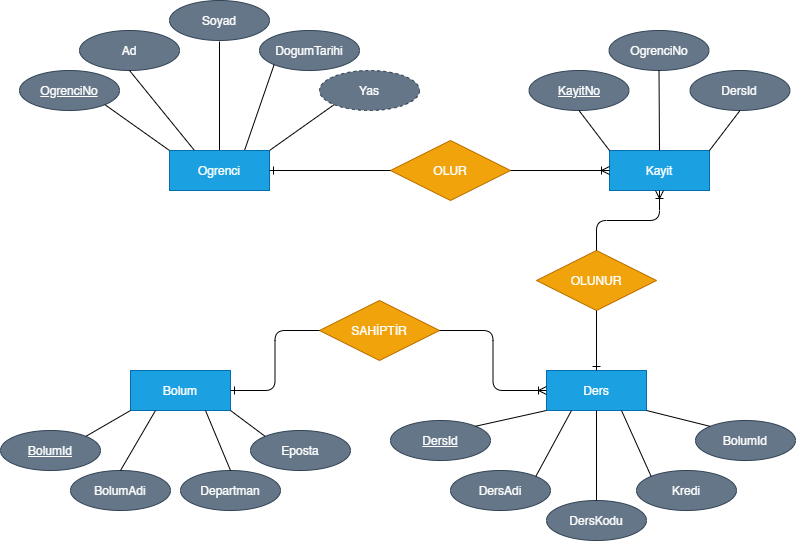 Soyad
OgrenciNo
Ad
DogumTarihi
OgrenciNo
Yas
KayitNo
DersId
Ogrenci
OLUR
Kayit
OLUNUR
SAHİPTİR
Bolum
Ders
BolumId
Eposta
DersId
BolumId
BolumAdi
Departman
DersAdi
Kredi
DersKodu